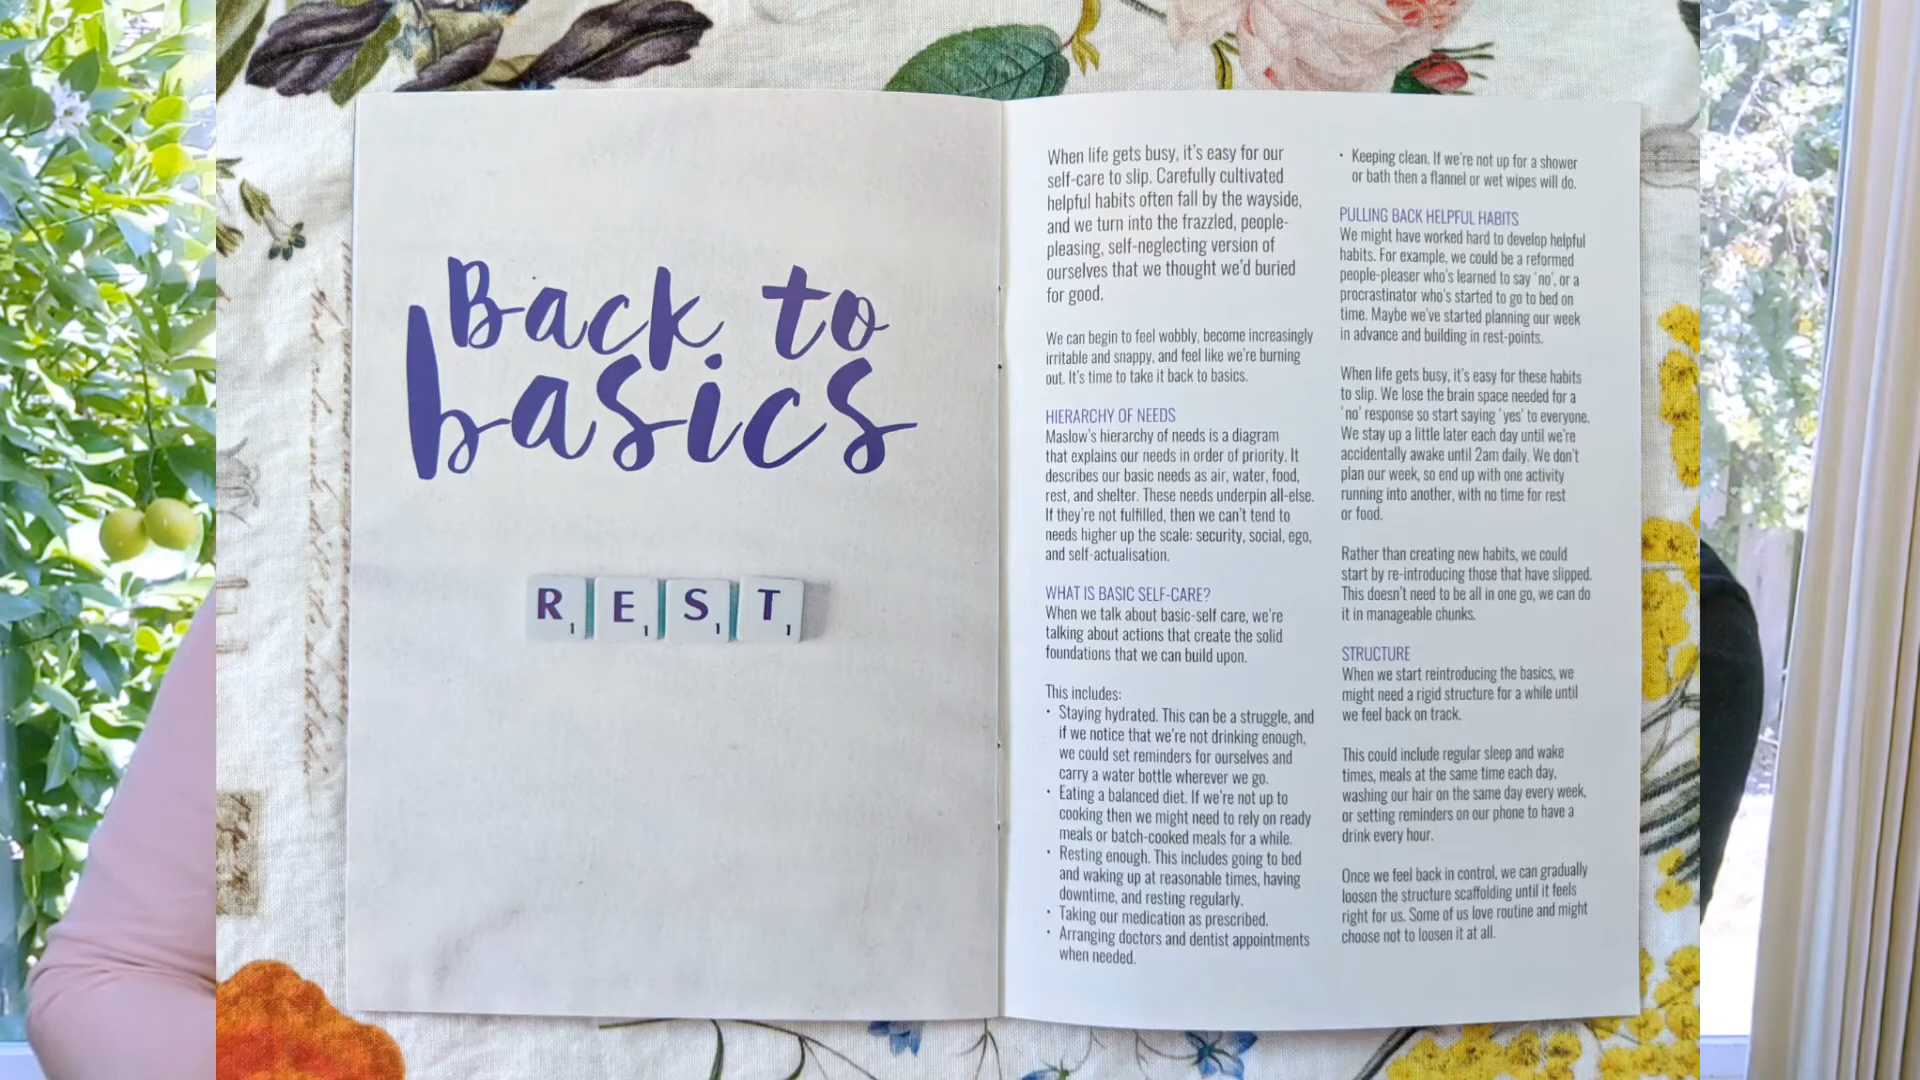 Back to
basics
R1 E1 S1 T1
When life gets busy, it's easy for our
self-care to slip. Carefully cultivated
helpful habits often fall by the wayside,
and we turn into the frazzled, people-
pleasing, self-neglecting version of
ourselves that we thought we'd buried
for good.
We can begin to feel wobbly, become increasingly
irritable and snappy, and feel like we're burning
out. It's time to take it back to basics.
HIERARCHY OF NEEDS
Maslow's hierarchy of needs is a diagram
that explains our needs in order of priority. It
describes our basic needs as air, water, food,
rest, and shelter. These needs underpin all-else.
If they're not fulfilled, then we can't tend to
needs higher up the scale: security, social, ego,
and self-actualisation.
WHAT IS BASIC SELF-CARE?
When we talk about basic-self care, we're
talking about actions that create the solid
foundations that we can build upon.
This includes:
• Staying hydrated. This can be a struggle, and
if we notice that we're not drinking enough,
we could set reminders for ourselves and
carry a water bottle wherever we go.
• Eating a balanced diet. If we're not up to
cooking then we might need to rely on ready
meals or batch-cooked meals for a while.
• Resting enough. This includes going to bed
and waking up at reasonable times, having
downtime, and resting regularly.
• Taking our medication as prescribed.
• Arranging doctors and dentist appointments
when needed.
• Keeping clean. If we're not up for a shower
or bath then a flannel or wet wipes will do.
PULLING BACK HELPFUL HABITS
We might have worked hard to develop helpful
habits. For example, we could be a reformed
people-pleaser who's learned to say 'no', or a
procrastinator who's started to go to bed on
time. Maybe we've started planning our week
in advance and building in rest-points.
When life gets busy, it's easy for these habits
to slip. We lose the brain space needed for a
'no' response so start saying 'yes' to everyone.
We stay up a little later each day until we're
accidentally awake until 2am daily. We don't
plan our week, so end up with one activity
running into another, with no time for rest
or food.
Rather than creating new habits, we could
start by re-introducing those that have slipped.
This doesn't need to be all in one go, we can do
it in manageable chunks.
STRUCTURE
When we start reintroducing the basics, we
might need a rigid structure for a while until
we feel back on track.
This could include regular sleep and wake
times, meals at the same time each day,
washing our hair on the same day every week,
or setting reminders on our phone to have a
drink every hour.
Once we feel back in control, we can gradually
loosen the structure scaffolding until it feels
right for us. Some of us love routine and might
choose not to loosen it at all.